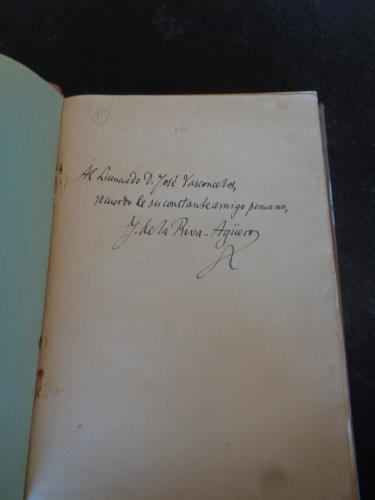 Al Licenciado D. José Vasconcelos,
recuerdo de su constante amigo peruano,
J. de la Riva-Agüero